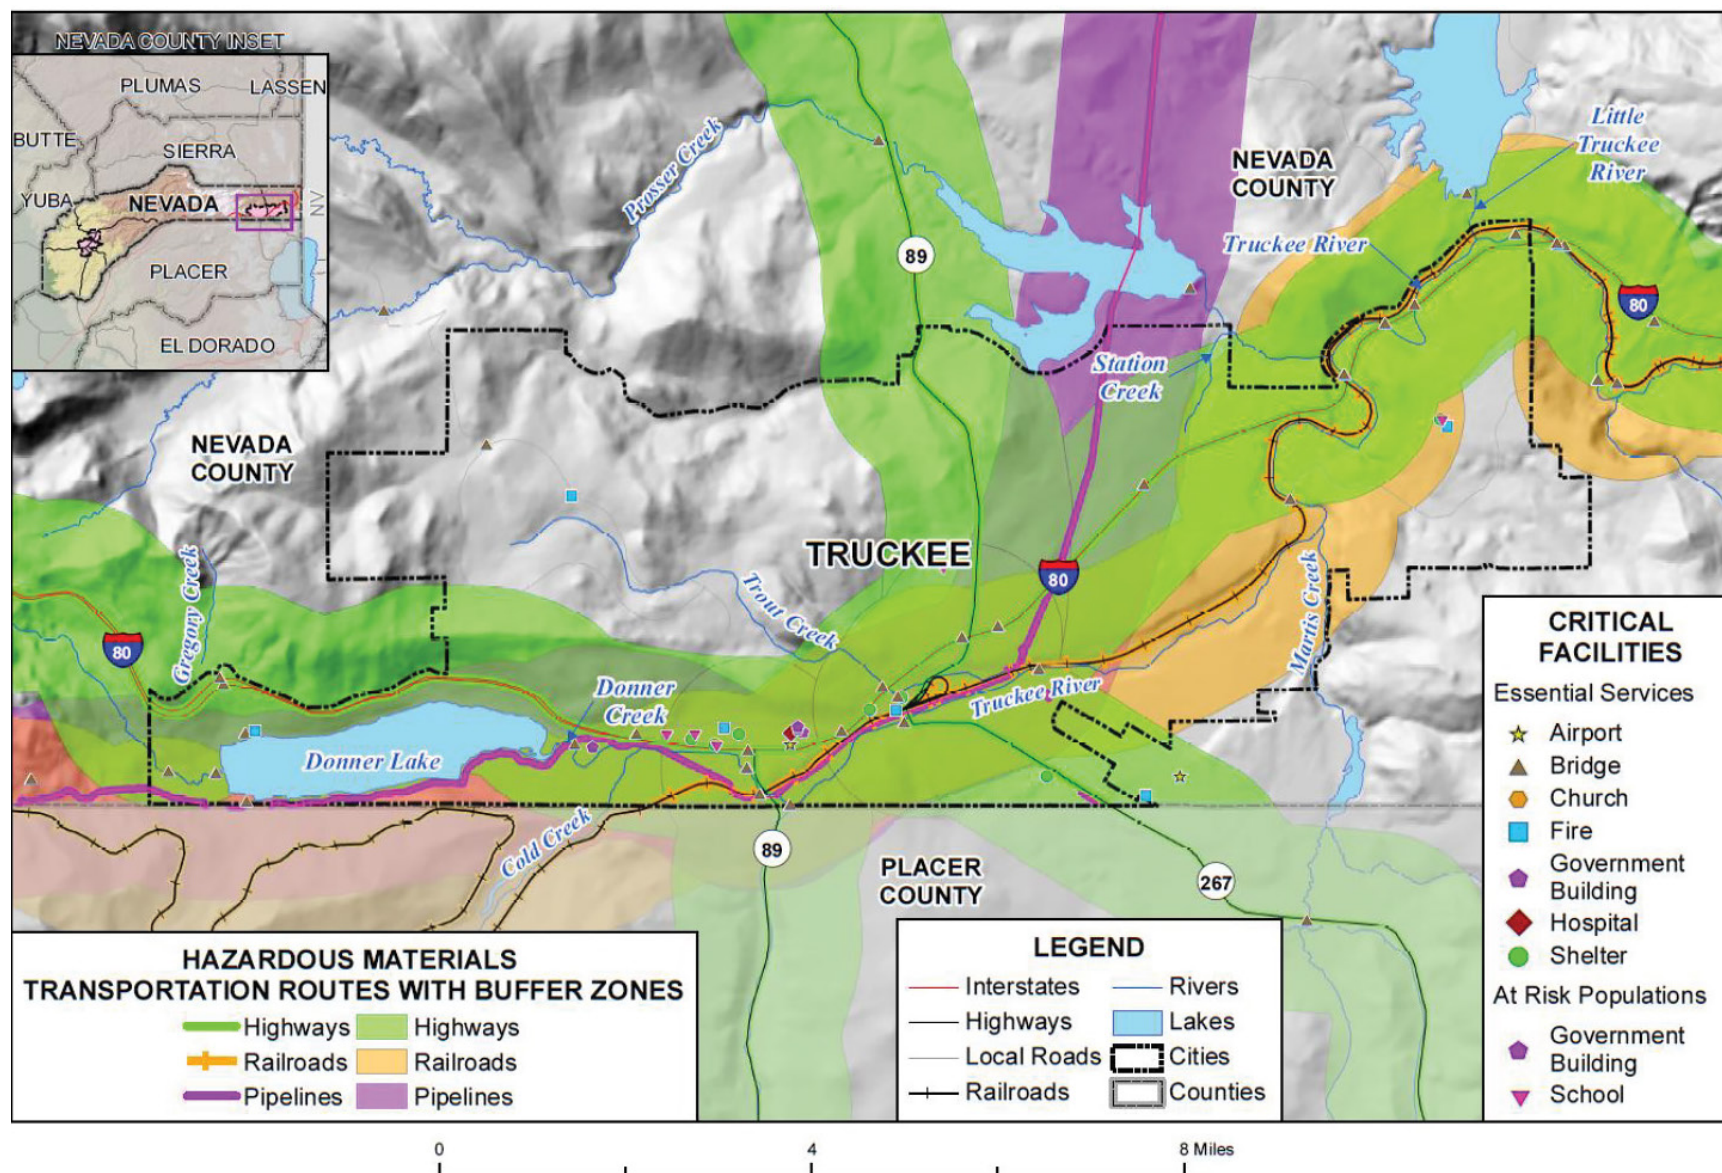 NEVADA COUNTY INSET
PLUMAS
LASSEN
BUTTE
SIERRA
YUBA
NEVADA
NV
PLACER
EL DORADO
Prosser Creek
89
NEVADA
COUNTY
Little
Truckee
River
Truckee River
80
Station
Creek
NEVADA
COUNTY
TRUCKEE
80
Gregory Creek
Trout Creek
Martis Creek
80
Donner
Creek
Truckee River
Donner Lake
Cold Creek
89
PLACER
COUNTY
267
HAZARDOUS MATERIALS
TRANSPORTATION ROUTES WITH BUFFER ZONES
Highways Highways
Railroads Railroads
Pipelines Pipelines
LEGEND
Interstates Rivers
Highways Lakes
Local Roads Cities
Railroads Counties
CRITICAL
FACILITIES
Essential Services
Airport
Bridge
Church
Fire
Government
Building
Hospital
Shelter
At Risk Populations
Government
Building
School
0 4 8 Miles